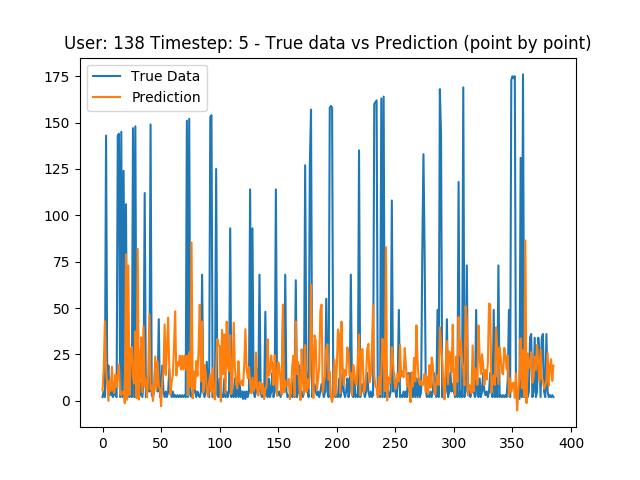 User: 138 Timestep: 5 - True data vs Prediction (point by point)
True Data
Prediction
175
150
125
100
75
50
25
0
0 50 100 150 200 250 300 350 400